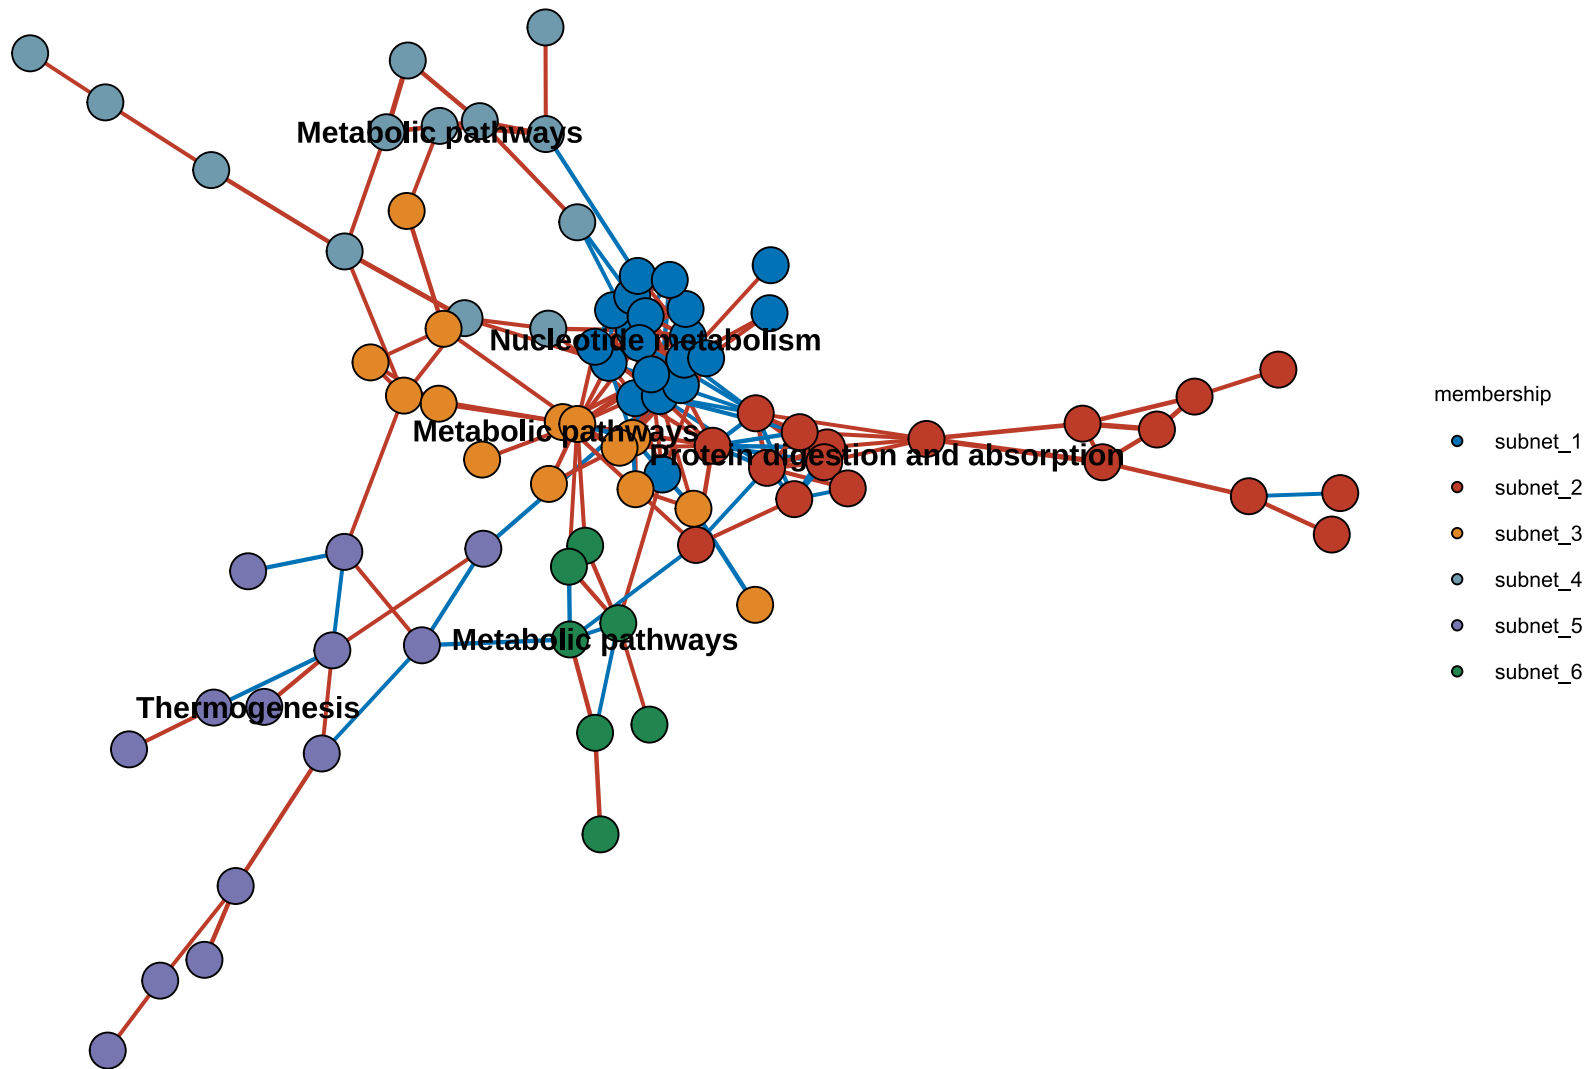 Metabolic pathways
Nucleotide metabolism
Metabolic pathways
Protein digestion and absorption
Metabolic pathways
Thermogenesis
membership
subnet_1
subnet_2
subnet_3
subnet_4
subnet_5
subnet_6